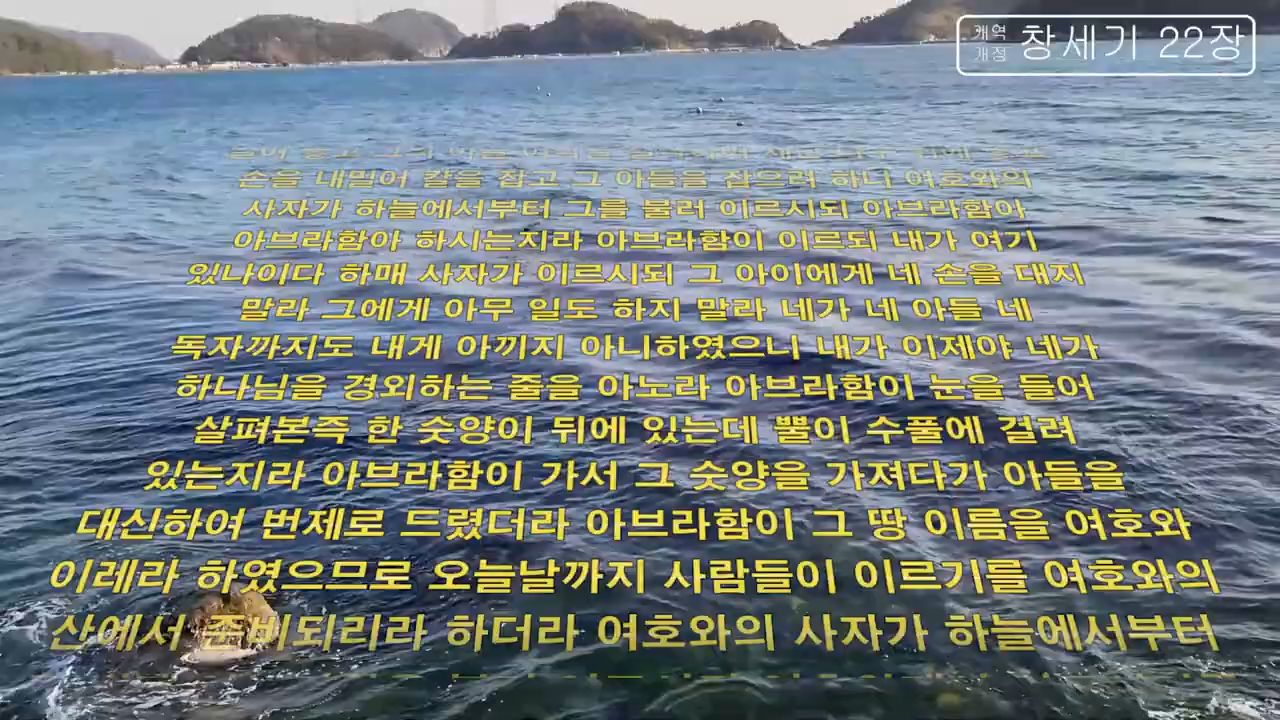 개역
개정
창세기 22장
손을 내밀어 칼을 잡고 그 아들을 잡으려 하니 여호와의
사자가 하늘에서부터 그를 불러 이르시되 아브라함아
아브라함아 하시는지라 아브라함이 이르되 내가 여기
있나이다 하매 사자가 이르시되 그 아이에게 네 손을 대지
말라 그에게 아무 일도 하지 말라 네가 네 아들 네
독자까지도 내게 아끼지 아니하였으니 내가 이제야 네가
하나님을 경외하는 줄을 아노라 아브라함이 눈을 들어
살펴본즉 한 숫양이 뒤에 있는데 뿔이 수풀에 걸려
있는지라 아브라함이 가서 그 숫양을 가져다가 아들을
대신하여 번제로 드렸더라 아브라함이 그 땅 이름을 여호와
이레라 하였으므로 오늘날까지 사람들이 이르기를 여호와의
산에서 준비되리라 하더라 여호와의 사자가 하늘에서부터